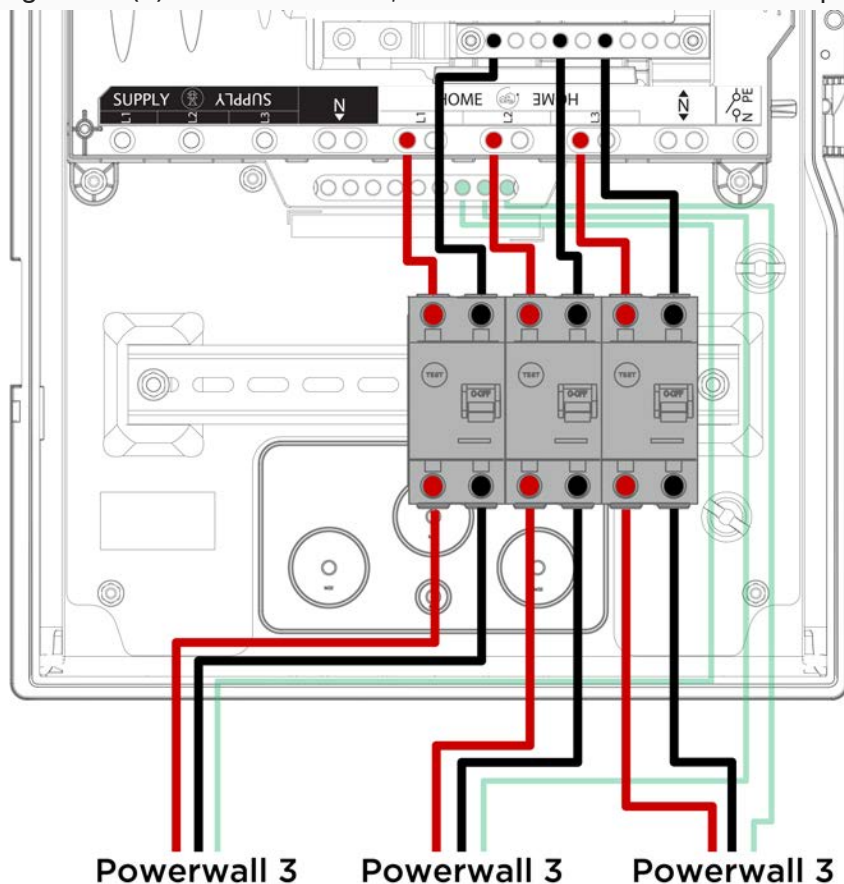 SUPPLY SUPPLY N HOME HOME N N PE
L1 L2 L3 L1 L2 L3
TEST TEST TEST
O-OFF O-OFF O-OFF
Powerwall 3 Powerwall 3 Powerwall 3